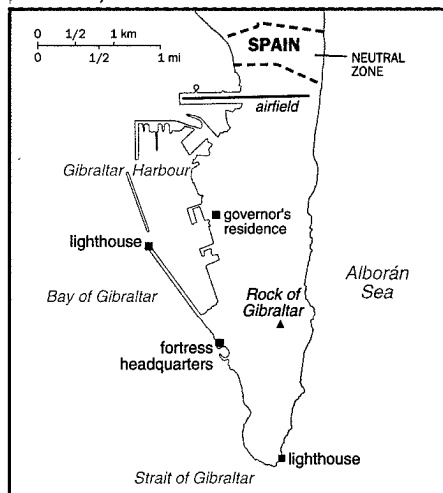 0 1/2 1 km
0 1/2 1 mi
SPAIN
NEUTRAL
ZONE
airfield
Gibraltar Harbour
governor's
residence
lighthouse
Alborán
Sea
Bay of Gibraltar
Rock of
Gibraltar
fortress
headquarters
lighthouse
Strait of Gibraltar